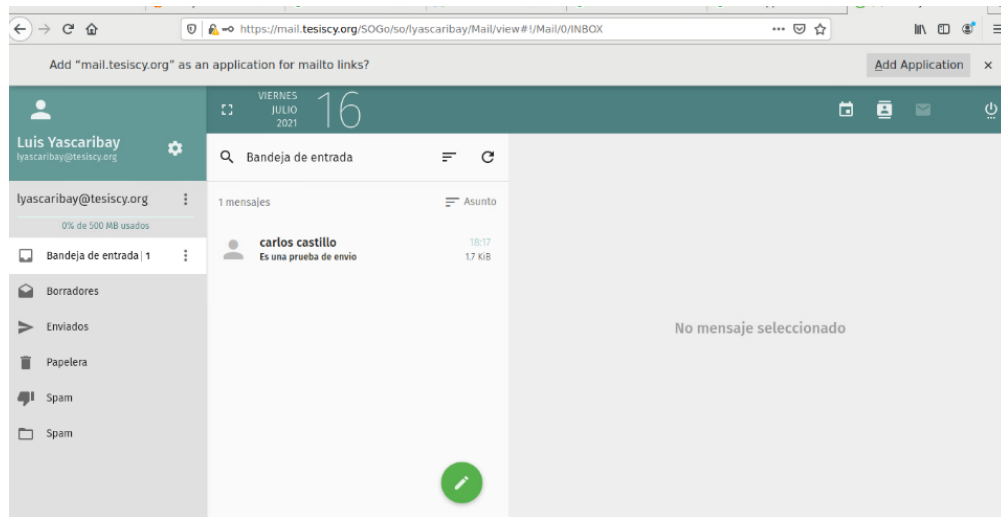 https://mail.tesiscy.org/SOGo/so/lyascaribay/Mail/view#!/Mail/0/INBOX
Add “mail.tesiscy.org” as an application for mailto links?
Add Application
VIERNES
JULIO
2021
16
Luis Yascaribay
lyascaribay@tesiscy.org
Bandeja de entrada
lyascaribay@tesiscy.org
0% de 500 MB usados
1 mensajes
Asunto
Bandeja de entrada| 1
carlos castillo
18:17
Es una prueba de envio
1.7 KiB
Borradores
Enviados
No mensaje seleccionado
Papelera
Spam
Spam